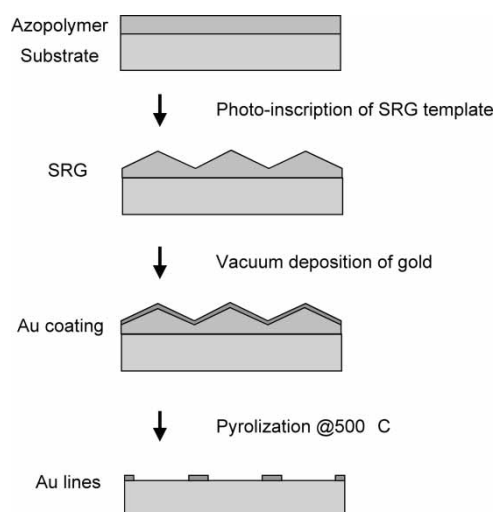 Azopolymer
Substrate
Photo-inscription of SRG template
SRG
Vacuum deposition of gold
Au coating
Pyrolization @500 C
Au lines